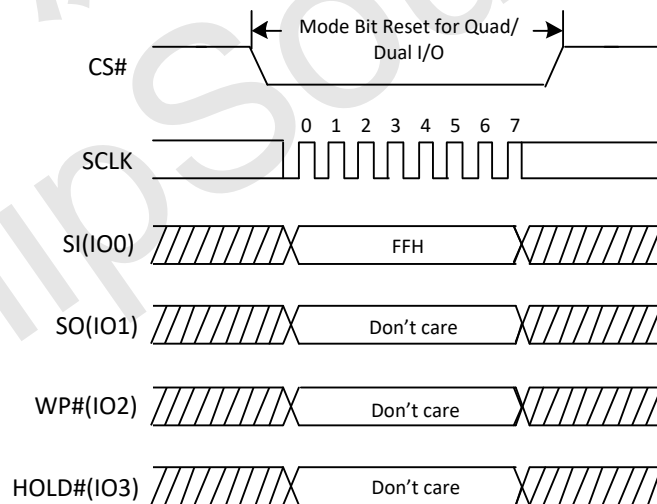 Mode Bit Reset for Quad/
Dual I/O
CS#
0 1 2 3 4 5 6 7
SCLK
SI(IO0)
FFH
SO(IO1)
Don't care
WP#(IO2)
Don't care
HOLD#(IO3)
Don't care